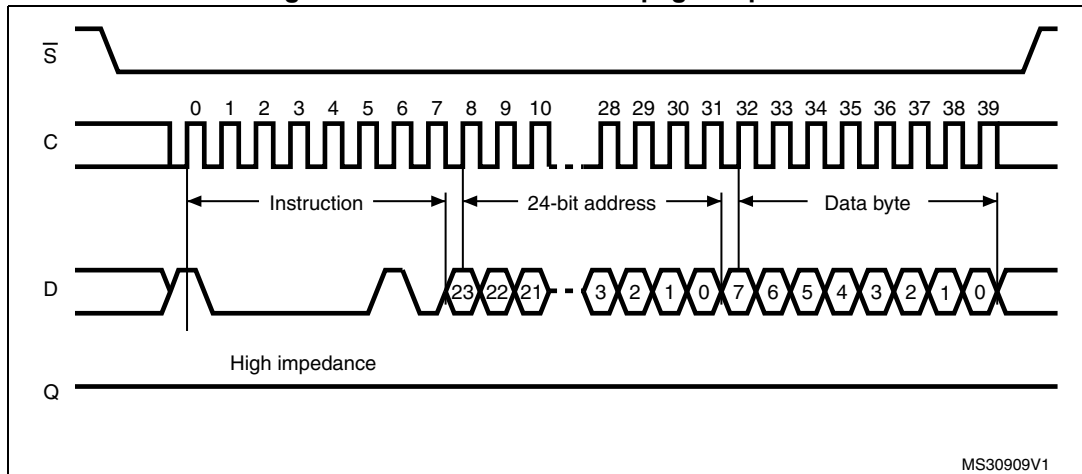 S
0 1 2 3 4 5 6 7 8 9 10 28 29 30 31 32 33 34 35 36 37 38 39
C
Instruction 24-bit address Data byte
D 23 22 21 3 2 1 0 7 6 5 4 3 2 1 0
High impedance
Q
MS30909V1